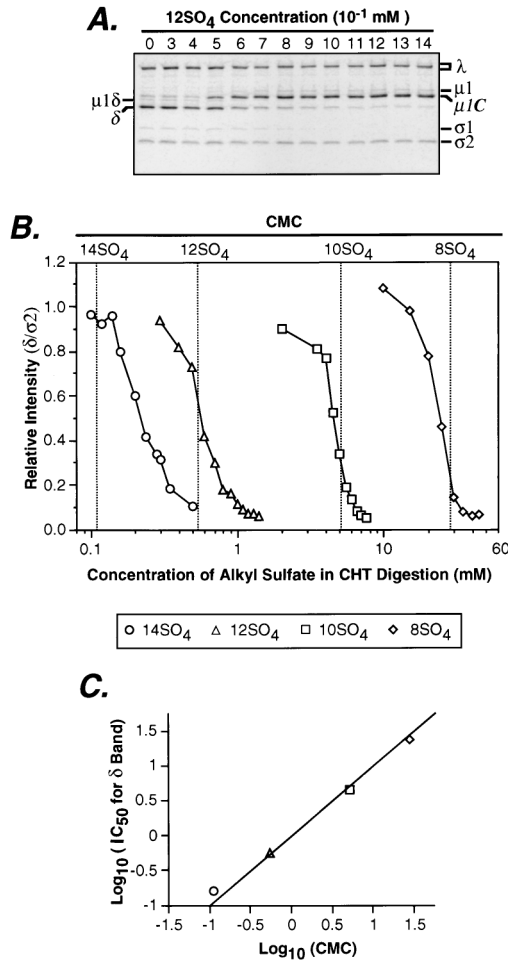 A.
12SO4 Concentration (10-1 mM )
0 3 4 5 6 7 8 9 10 11 12 13 14
λ
μ1
μ1δ
μ1C
δ
σ1
σ2
B.
CMC
14SO4 12SO4 10SO4 8SO4
1.2
1.0
0.8
0.6
0.4
0.2
0.0
Relative Intensity (δ/σ2)
0.1 1 10 60
Concentration of Alkyl Sulfate in CHT Digestion (mM)
14SO4 12SO4 10SO4 8SO4
C.
1.5
1
0.5
0
-0.5
-1
Log10 ( IC50 for δ Band)
-1.5 -1 -0.5 0 0.5 1 1.5
Log10 (CMC)